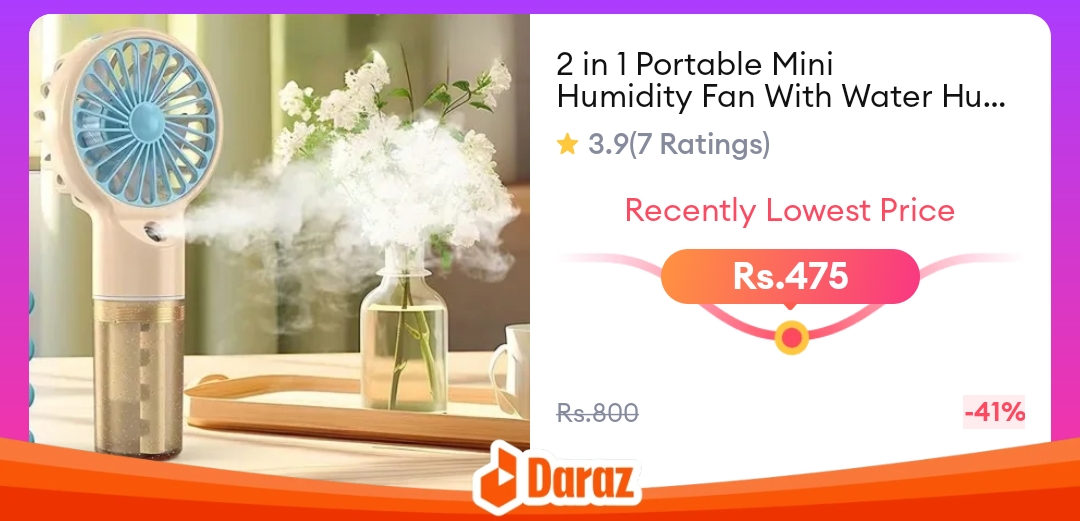 2 in 1 Portable Mini
Humidity Fan With Water Hu...
3.9(7 Ratings)
Recently Lowest Price
Rs.475
Rs.800
-41%
Daraz